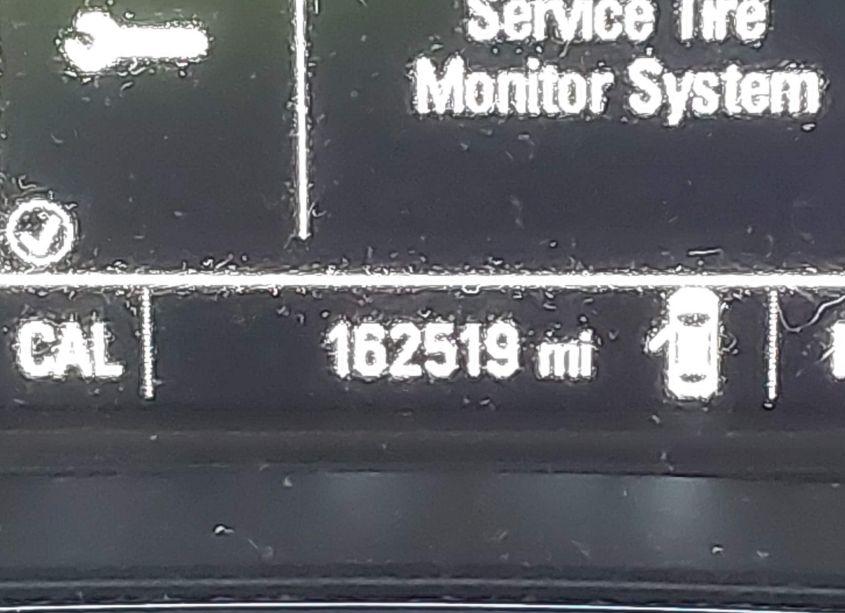 Service Tire
Monitor System
CAL 162519 mi